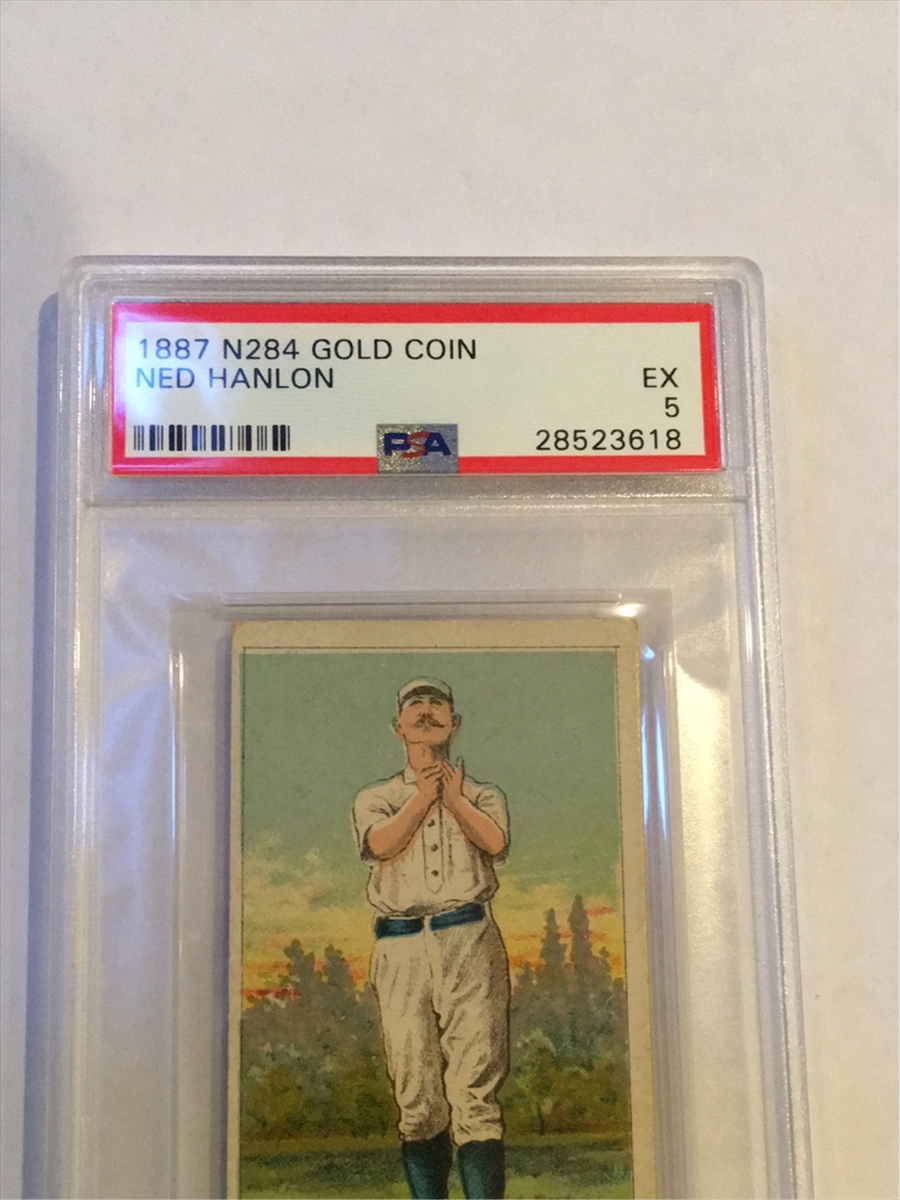 1887 N284 GOLD COIN
NED HANLON
EX
5
PSA
28523618